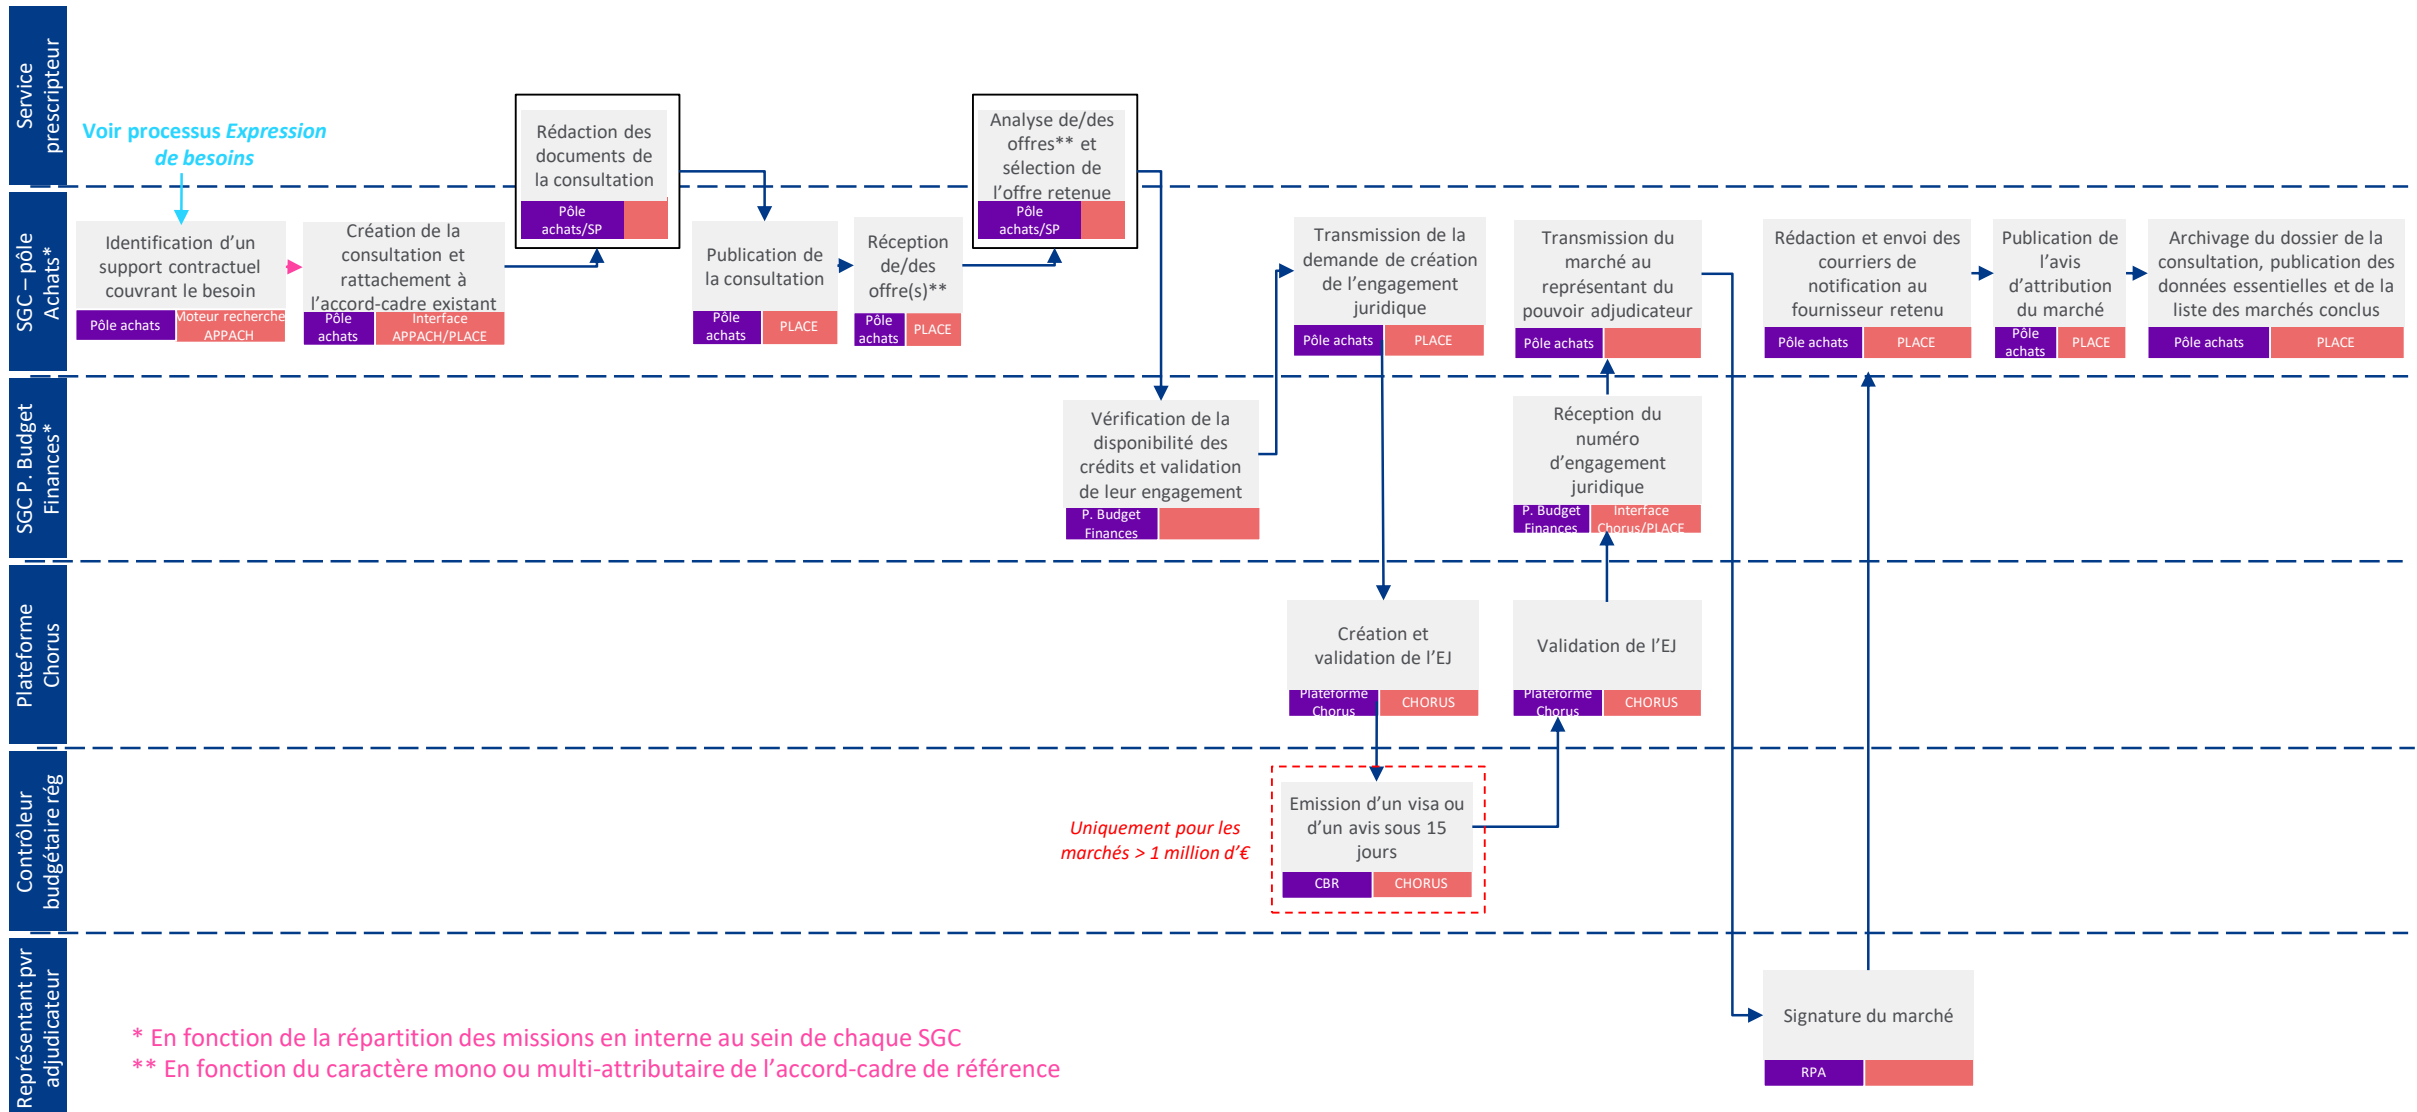 Service
prescripteur
Voir processus Expression
de besoins
Rédaction des
documents de
la consultation
Pôle
achats/SP
Analyse de/des
offres** et
sélection de
l'offre retenue
Pôle
achats/SP
SGC – pôle
Achats*
Identification d'un
support contractuel
couvrant le besoin
Pôle achats
Moteur recherche
APPACH
Création de la
consultation et
rattachement à
l'accord-cadre existant
Pôle
achats
Interface
APPACH/PLACE
Publication de
la consultation
Pôle
achats
PLACE
Réception
de/des
offre(s)**
Pôle
achats
PLACE
Transmission de la
demande de création
de l'engagement
juridique
Pôle achats
PLACE
Transmission du
marché au
représentant du
pouvoir adjudicateur
Pôle achats
Rédaction et envoi des
courriers de
notification au
fournisseur retenu
Pôle achats
PLACE
Publication de
l'avis
d'attribution
du marché
Pôle
achats
PLACE
Archivage du dossier de la
consultation, publication des
données essentielles et de la
liste des marchés conclus
Pôle achats
PLACE
SGC P. Budget
Finances*
Vérification de la
disponibilité des
crédits et validation
de leur engagement
P. Budget
Finances
Réception du
numéro
d'engagement
juridique
P. Budget
Finances
Interface
Chorus/PLACE
Plateforme
Chorus
Création et
validation de l'EJ
Plateforme
Chorus
CHORUS
Validation de l'EJ
Plateforme
Chorus
CHORUS
Contrôleur
budgétaire rég
Uniquement pour les
marchés > 1 million d'€
Emission d'un visa ou
d'un avis sous 15
jours
CBR
CHORUS
Représentant pvr
adjudicateur
Signature du marché
RPA
* En fonction de la répartition des missions en interne au sein de chaque SGC
** En fonction du caractère mono ou multi-attributaire de l'accord-cadre de référence